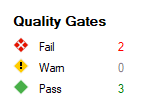 Quality Gates
Fail 2
Warn 0
Pass 3